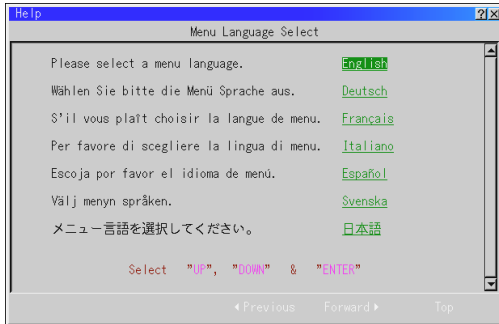 Help
Menu Language Select
Please select a menu language. English
Wählen Sie bitte die Menü Sprache aus. Deutsch
S'il vous plaît choisir la langue de menu. Français
Per favore di scegliere la lingua di menu. Italiano
Escoja por favor el idioma de menú. Español
Välj menyn språken. Svenska
メニュー言語を選択してください。 日本語
Select "UP", "DOWN" & "ENTER"
Previous Forward Top